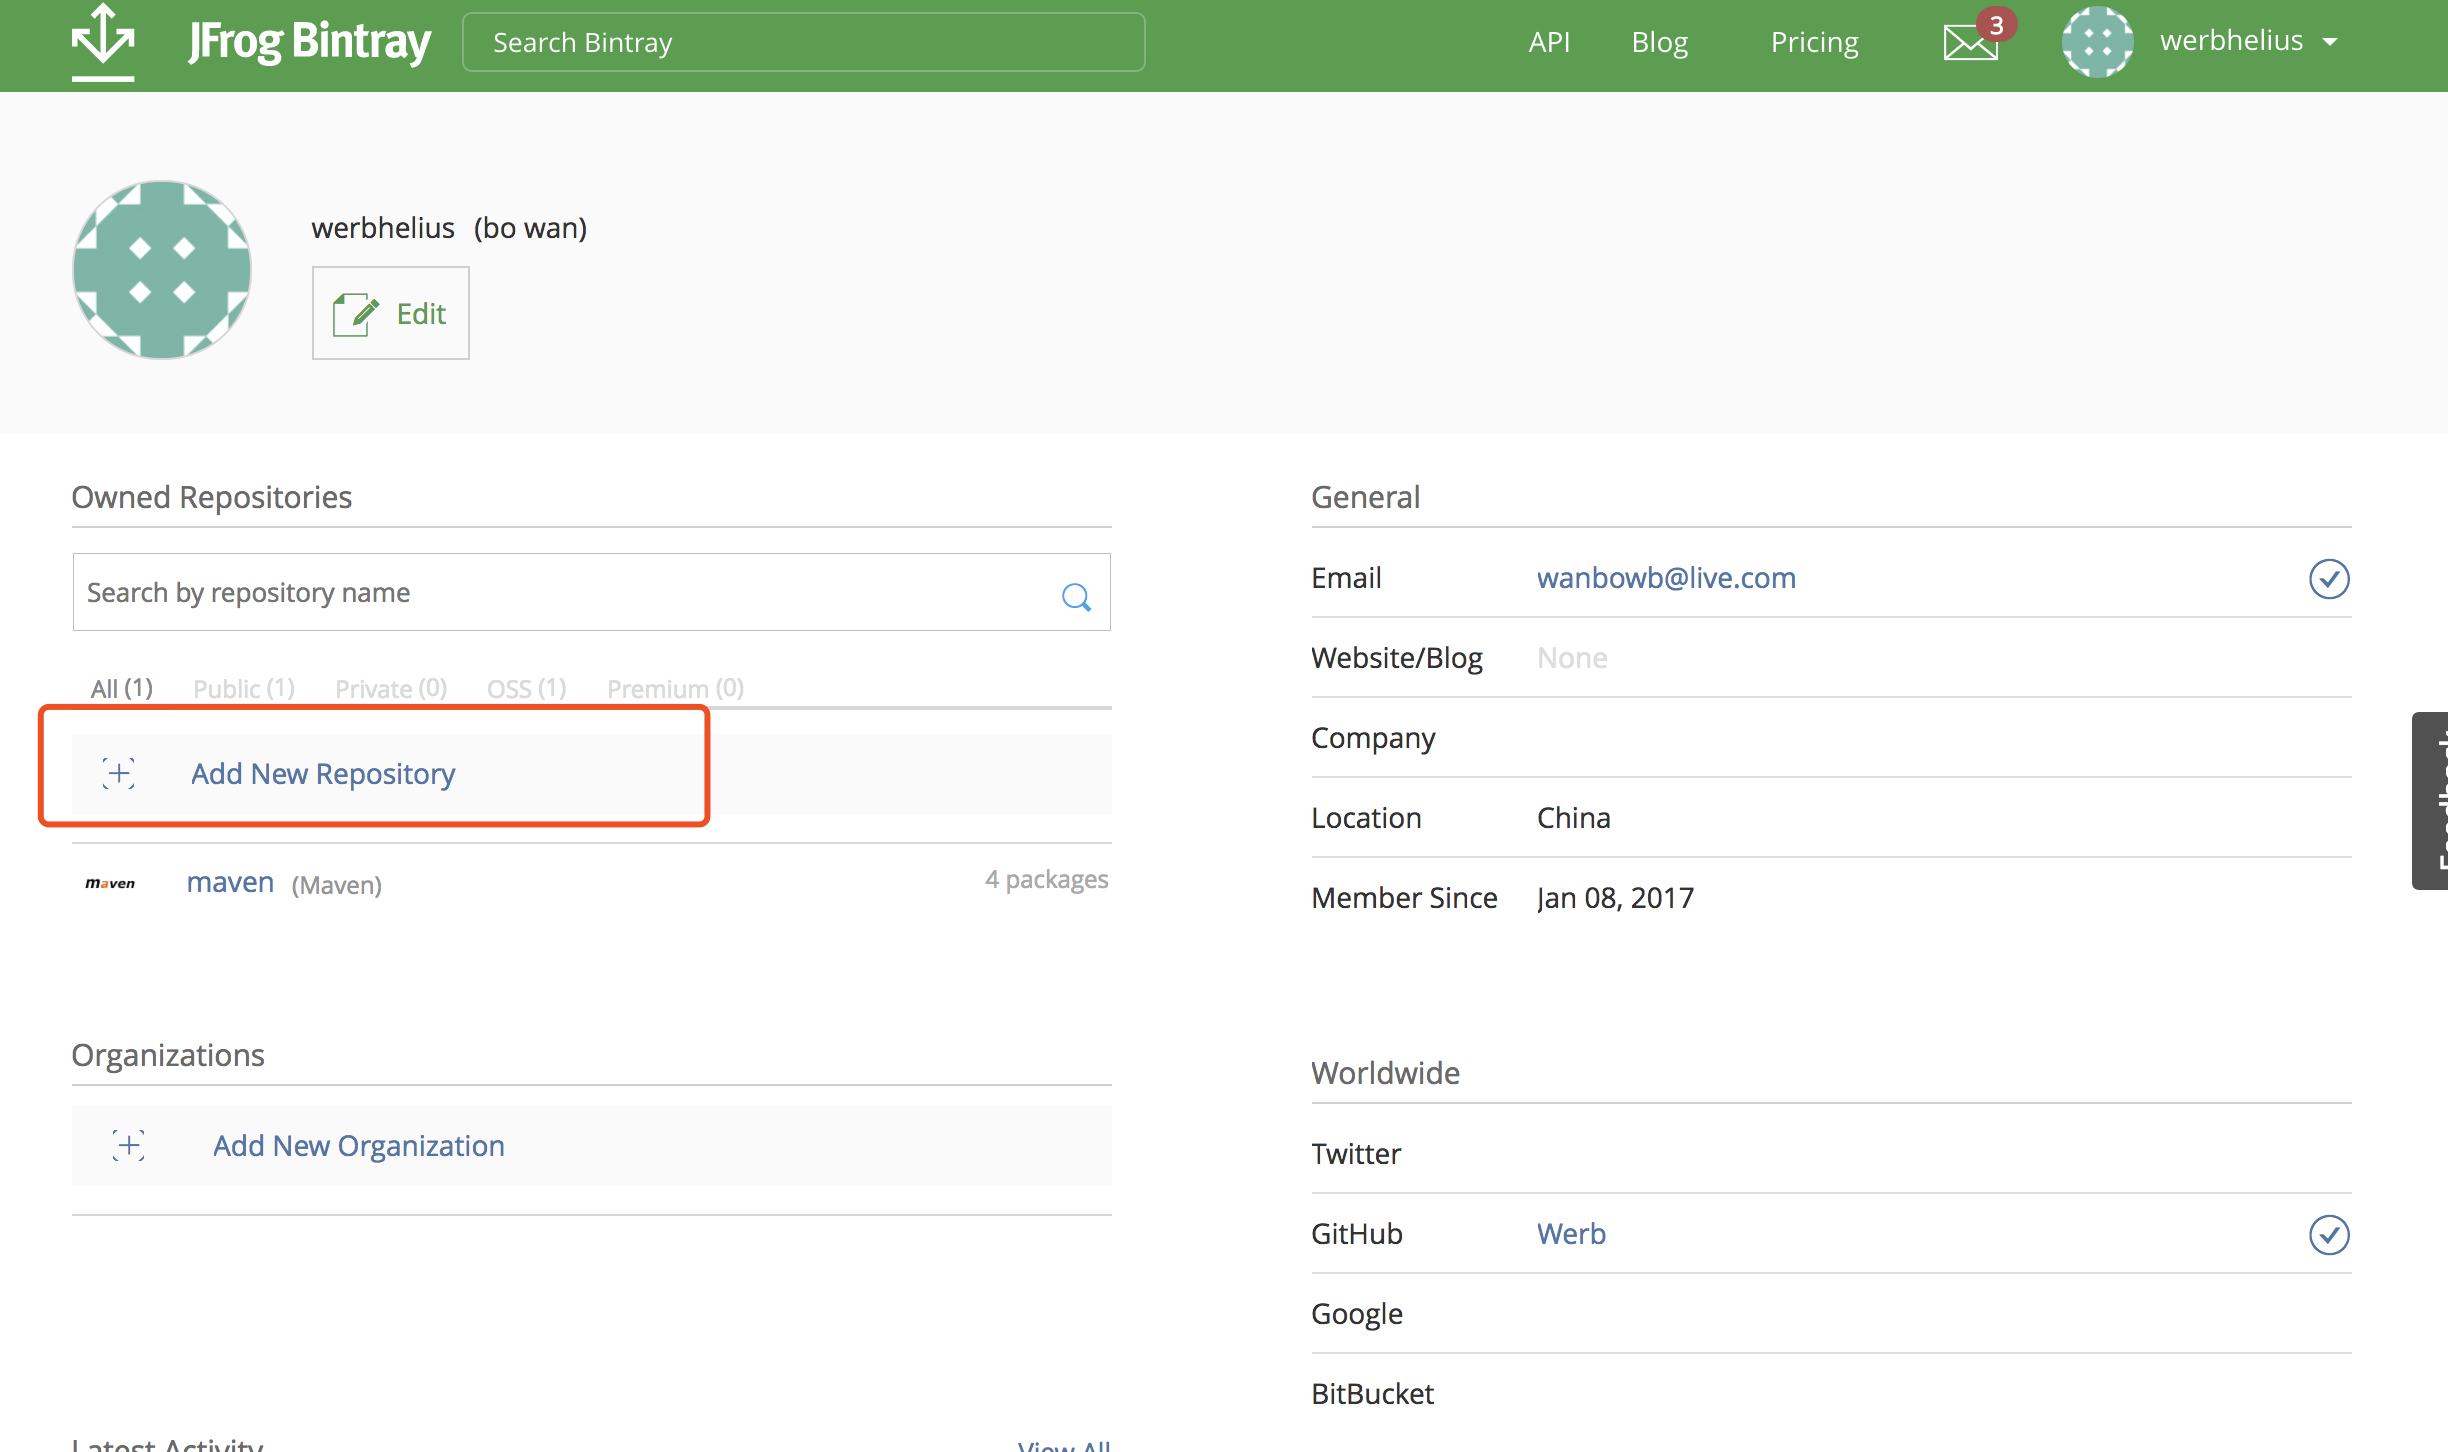 JFrog Bintray
Search Bintray
API
Blog
Pricing
3
werbhelius
werbhelius (bo wan)
Edit
Owned Repositories
Search by repository name
All (1)
Public (1)
Private (0)
OSS (1)
Premium (0)
Add New Repository
maven
maven (Maven)
4 packages
Organizations
Add New Organization
Latest Activity
View All
General
Email
wanbowb@live.com
Website/Blog
None
Company
Location
China
Member Since
Jan 08, 2017
Worldwide
Twitter
GitHub
Werb
Google
BitBucket
Feedback